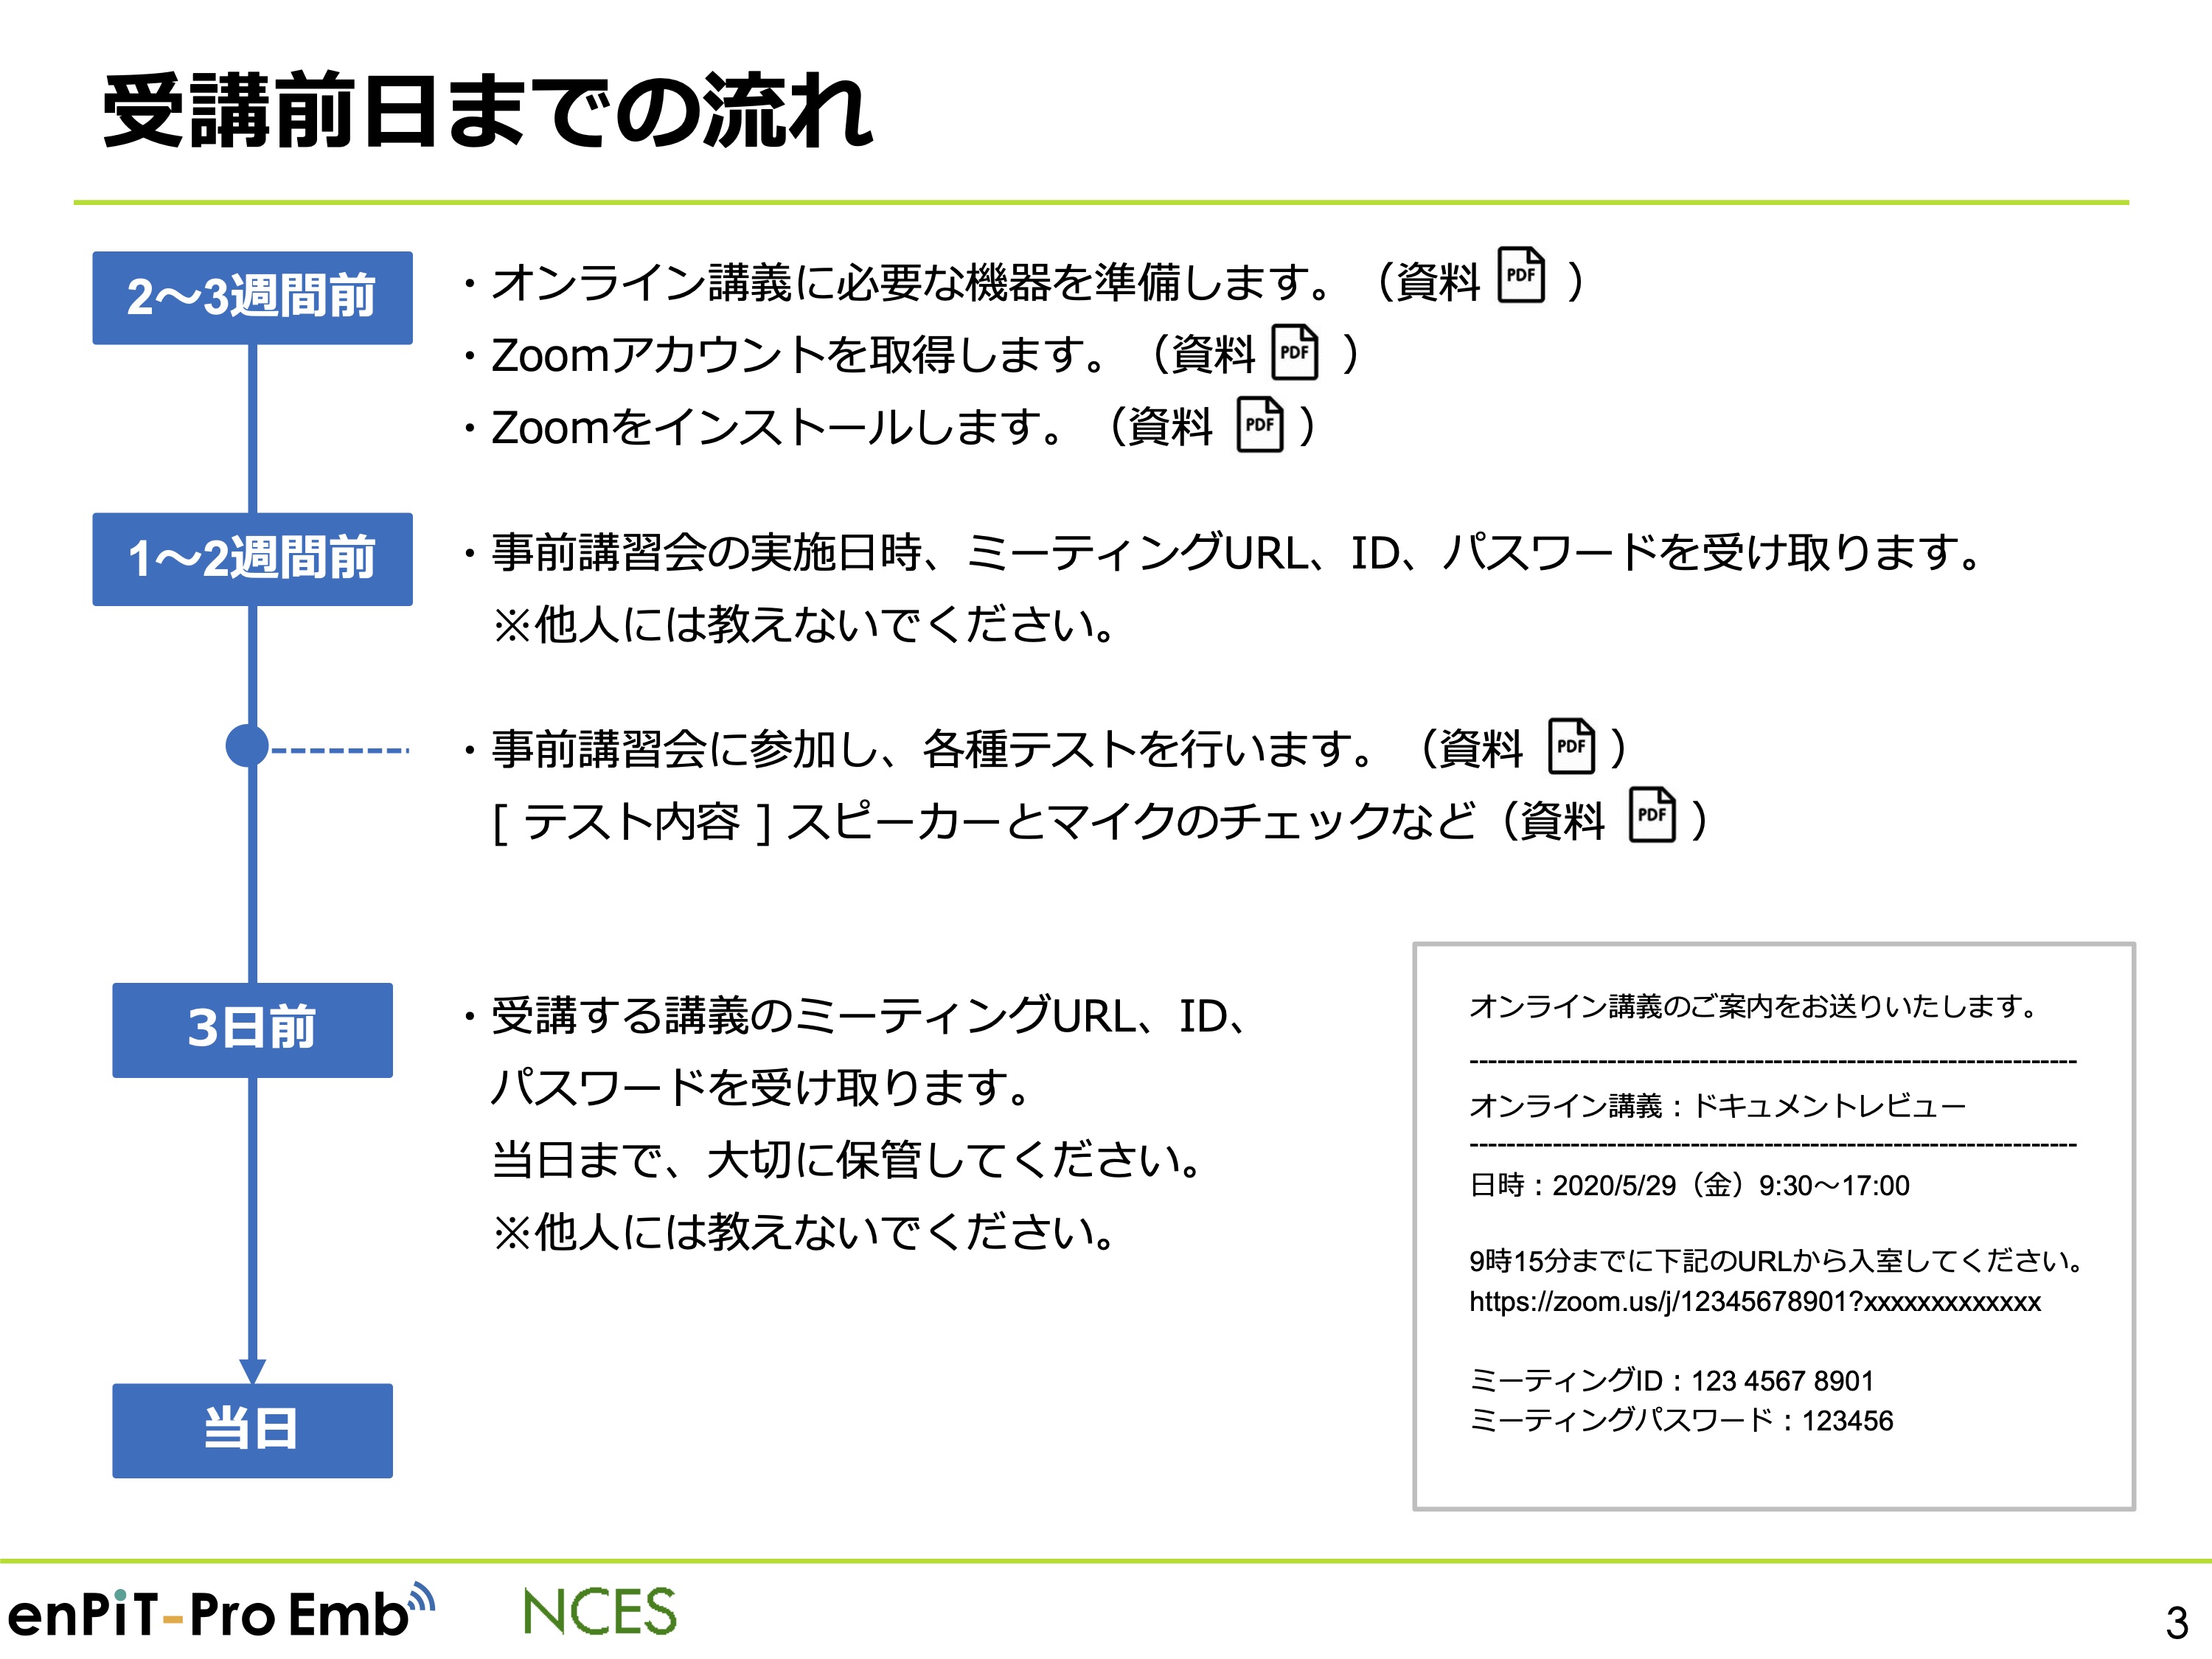 受講前日までの流れ
2〜3週間前
・オンライン講義に必要な機器を準備します。（資料 PDF ）
・Zoomアカウントを取得します。（資料 PDF ）
・Zoomをインストールします。（資料 PDF ）
1〜2週間前
・事前講習会の実施日時、ミーティングURL、ID、パスワードを受け取ります。
※他人には教えないでください。
・事前講習会に参加し、各種テストを行います。（資料 PDF ）
[ テスト内容 ] スピーカーとマイクのチェックなど（資料 PDF ）
3日前
・受講する講義のミーティングURL、ID、
パスワードを受け取ります。
当日まで、大切に保管してください。
※他人には教えないでください。
当日
オンライン講義のご案内をお送りいたします。
------------------------------------------------------------------
オンライン講義：ドキュメントレビュー
------------------------------------------------------------------
日時：2020/5/29（金）9:30〜17:00
9時15分までに下記のURLから入室してください。
https://zoom.us/j/12345678901?xxxxxxxxxxxxx
ミーティングID：123 4567 8901
ミーティングパスワード：123456
enPiT-Pro Emb
NCES
3